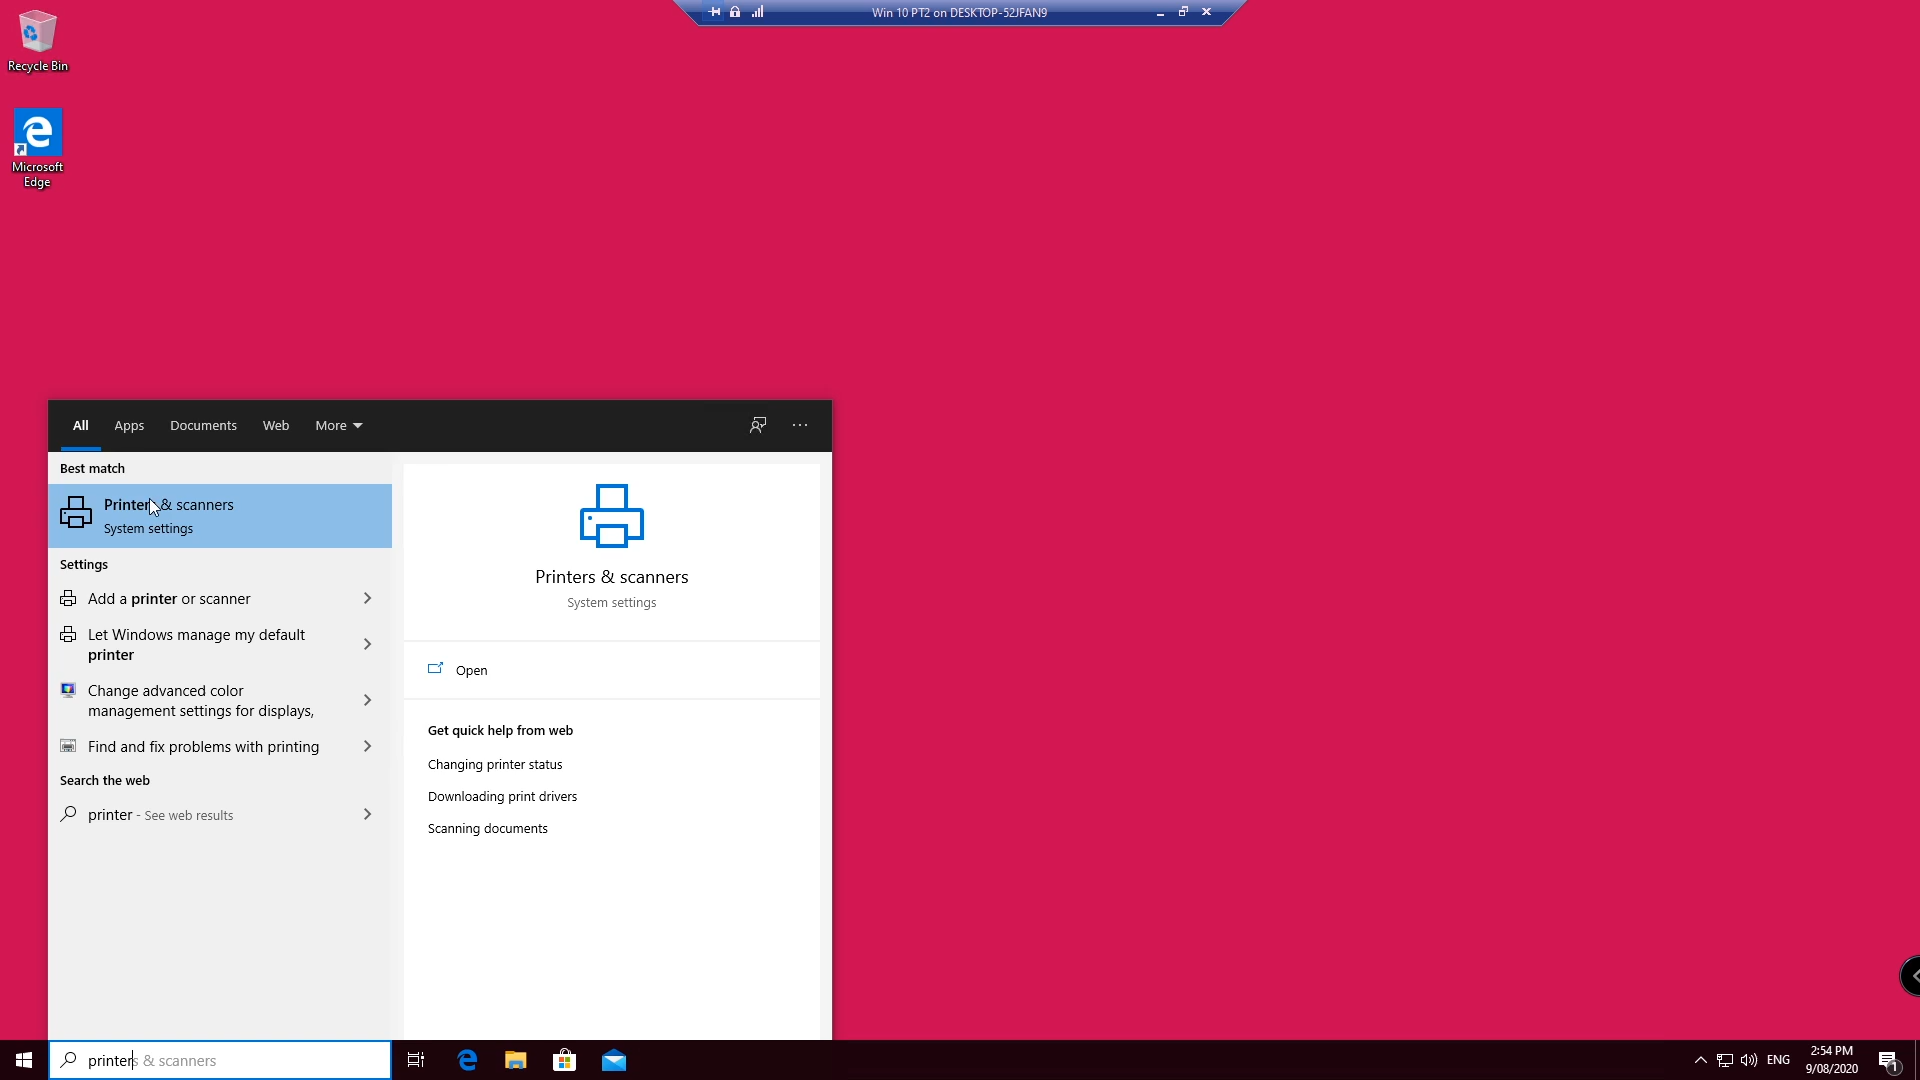 Win 10 PT2 on DESKTOP-52JFAN9
Recycle Bin
Microsoft
Edge
All
Apps
Documents
Web
More
Best match
Printers & scanners
System settings
Settings
Add a printer or scanner
Let Windows manage my default
printer
Change advanced color
management settings for displays,
Find and fix problems with printing
Search the web
printer - See web results
Printers & scanners
System settings
Open
Get quick help from web
Changing printer status
Downloading print drivers
Scanning documents
printers & scanners
ENG
2:54 PM
9/08/2020
1